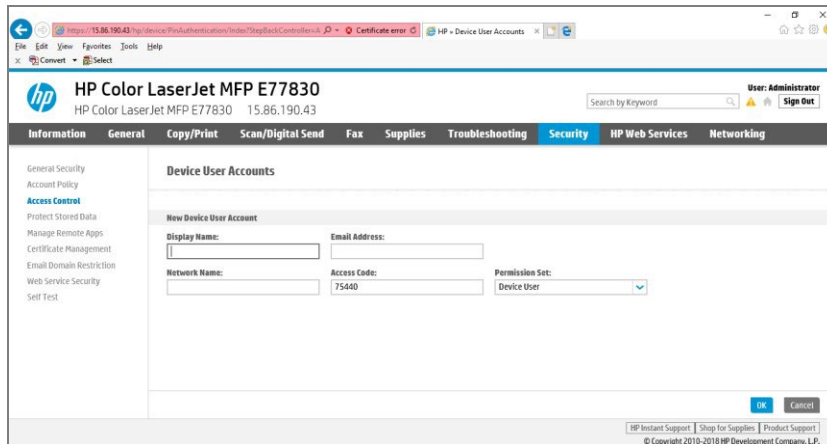 https://15.86.190.43/hp/device/PinAuthentication/Index?StepBackController=A
Certificate error
HP » Device User Accounts
File Edit View Favorites Tools Help
Convert Select
hp
HP Color LaserJet MFP E77830
HP Color LaserJet MFP E77830 15.86.190.43
User: Administrator
Search by Keyword
Sign Out
Information General Copy/Print Scan/Digital Send Fax Supplies Troubleshooting Security HP Web Services Networking
General Security
Account Policy
Access Control
Protect Stored Data
Manage Remote Apps
Certificate Management
Email Domain Restriction
Web Service Security
Self Test
Device User Accounts
New Device User Account
Display Name: Email Address:
Network Name: Access Code: Permission Set:
75440 Device User
OK Cancel
HP Instant Support Shop for Supplies Product Support
© Copyright 2010-2018 HP Development Company, L.P.